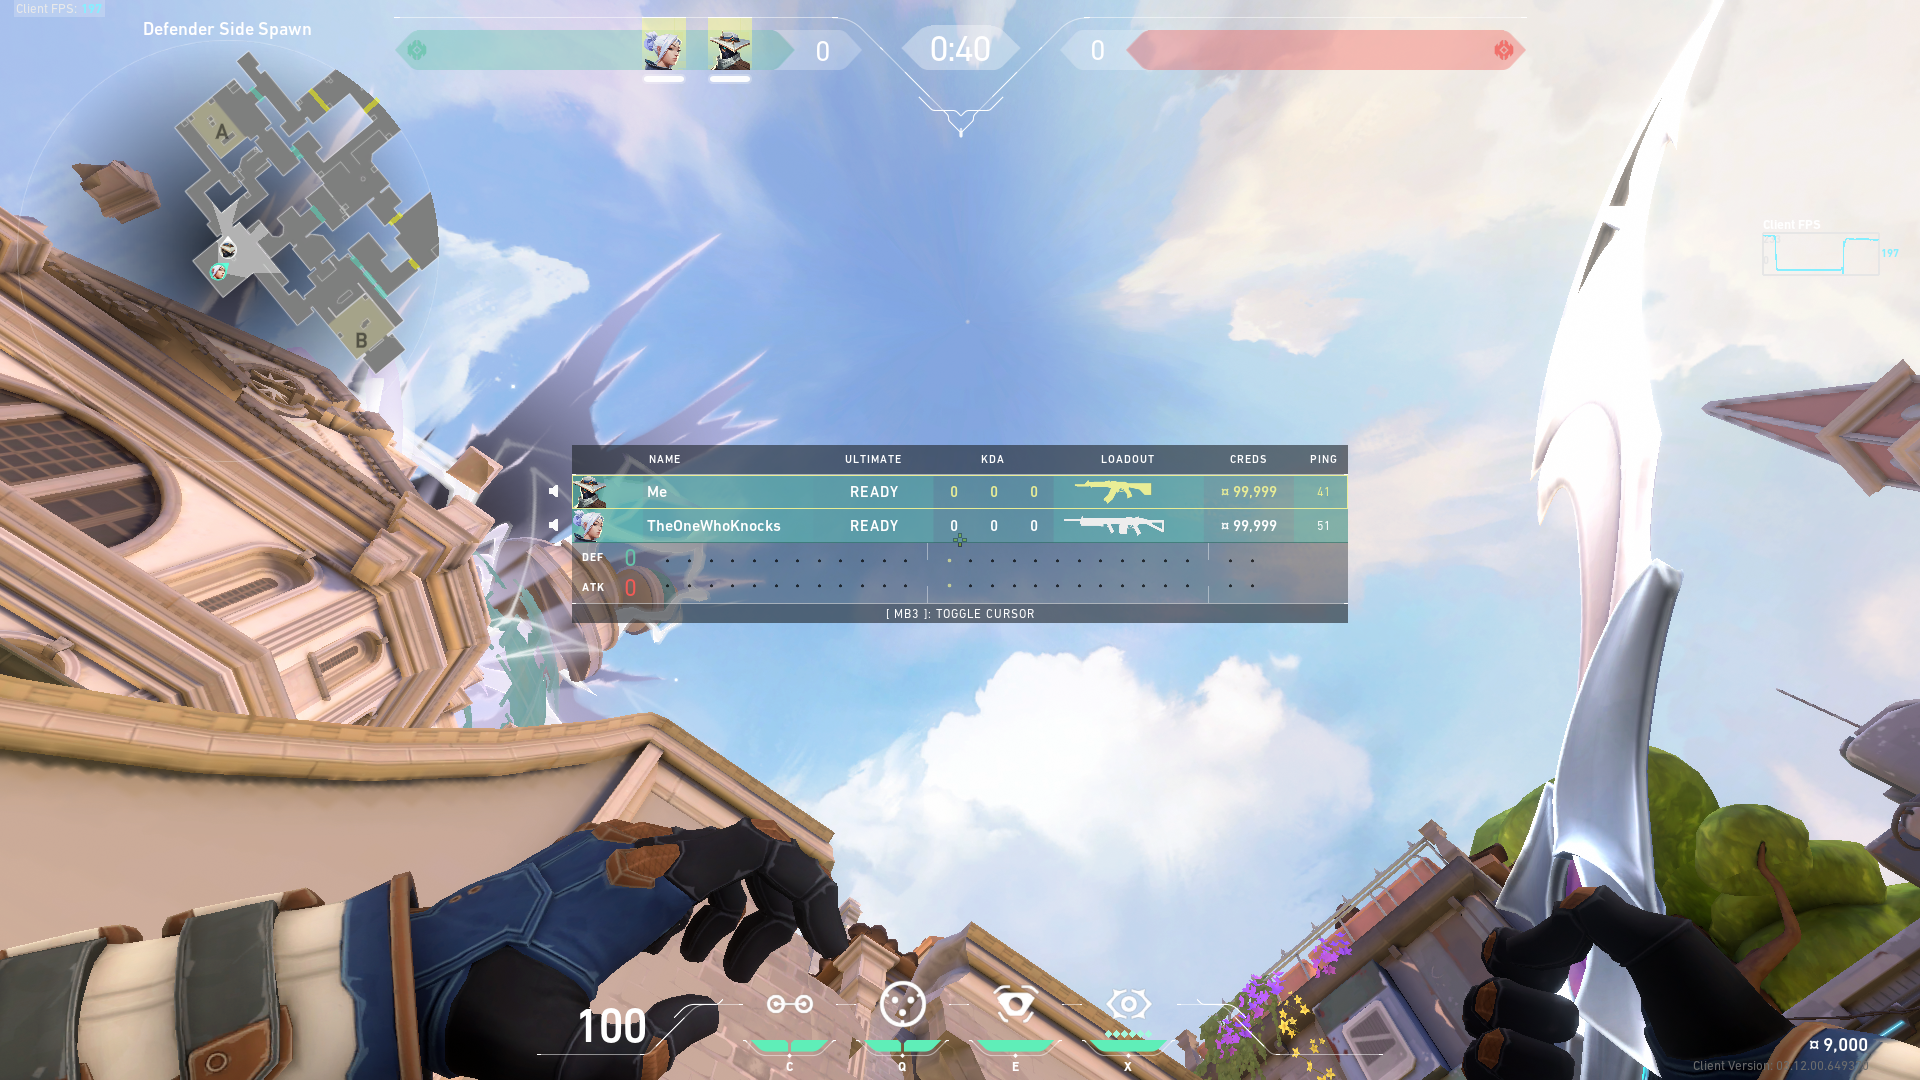 Client FPS: 197
Defender Side Spawn
0
0:40
0
A
B
Client FPS
197
NAME ULTIMATE KDA LOADOUT CREDS PING
Me READY 0 0 0 ¤ 99,999 41
TheOneWhoKnocks READY 0 0 0 ¤ 99,999 51
DEF 0
ATK 0
[ MB3 ]: TOGGLE CURSOR
100
C Q E X
¤ 9,000
Client Version: